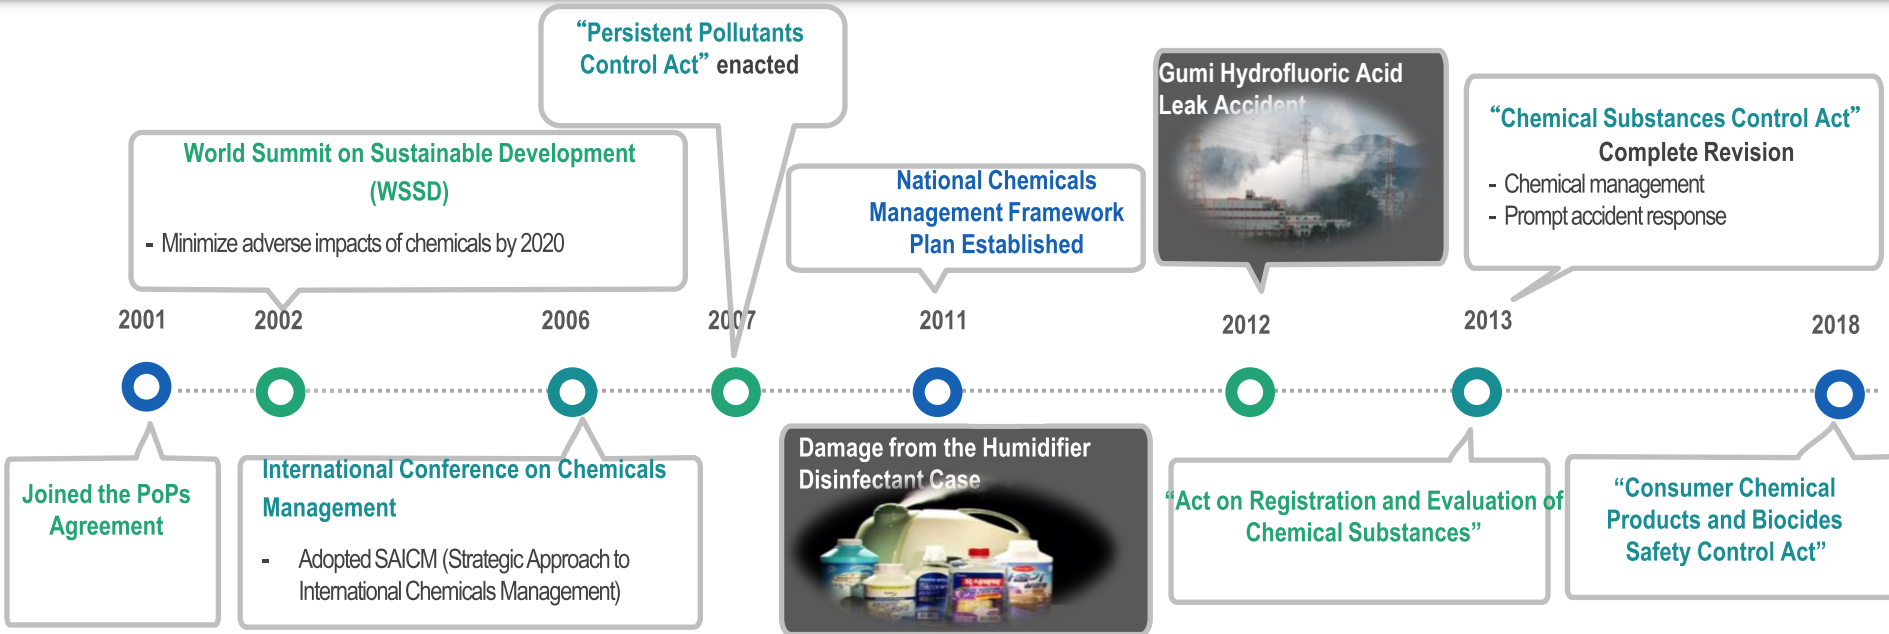 “Persistent Pollutants
Control Act” enacted
World Summit on Sustainable Development
(WSSD)
- Minimize adverse impacts of chemicals by 2020
National Chemicals
Management Framework
Plan Established
Gumi Hydrofluoric Acid
Leak Accident
“Chemical Substances Control Act”
Complete Revision
- Chemical management
- Prompt accident response
2001
2002
2006
2007
2011
2012
2013
2018
Joined the PoPs
Agreement
International Conference on Chemicals
Management
- Adopted SAICM (Strategic Approach to
International Chemicals Management)
Damage from the Humidifier
Disinfectant Case
“Act on Registration and Evaluation of
Chemical Substances”
“Consumer Chemical
Products and Biocides
Safety Control Act”